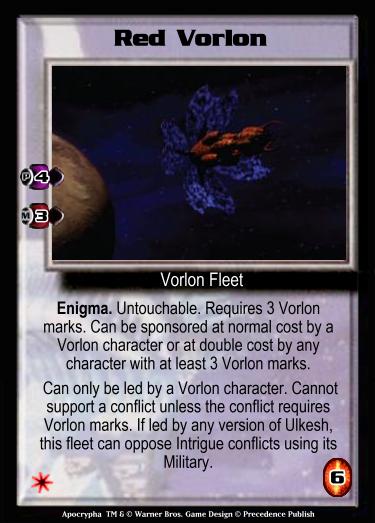 Red Vorlon
P 4
M 3
Vorlon Fleet
Enigma. Untouchable. Requires 3 Vorlon
marks. Can be sponsored at normal cost by a
Vorlon character or at double cost by any
character with at least 3 Vorlon marks.
Can only be led by a Vorlon character. Cannot
support a conflict unless the conflict requires
Vorlon marks. If led by any version of Ulkesh,
this fleet can oppose Intrigue conflicts using its
Military.
6
Apocrypha TM & © Warner Bros. Game Design © Precedence Publish